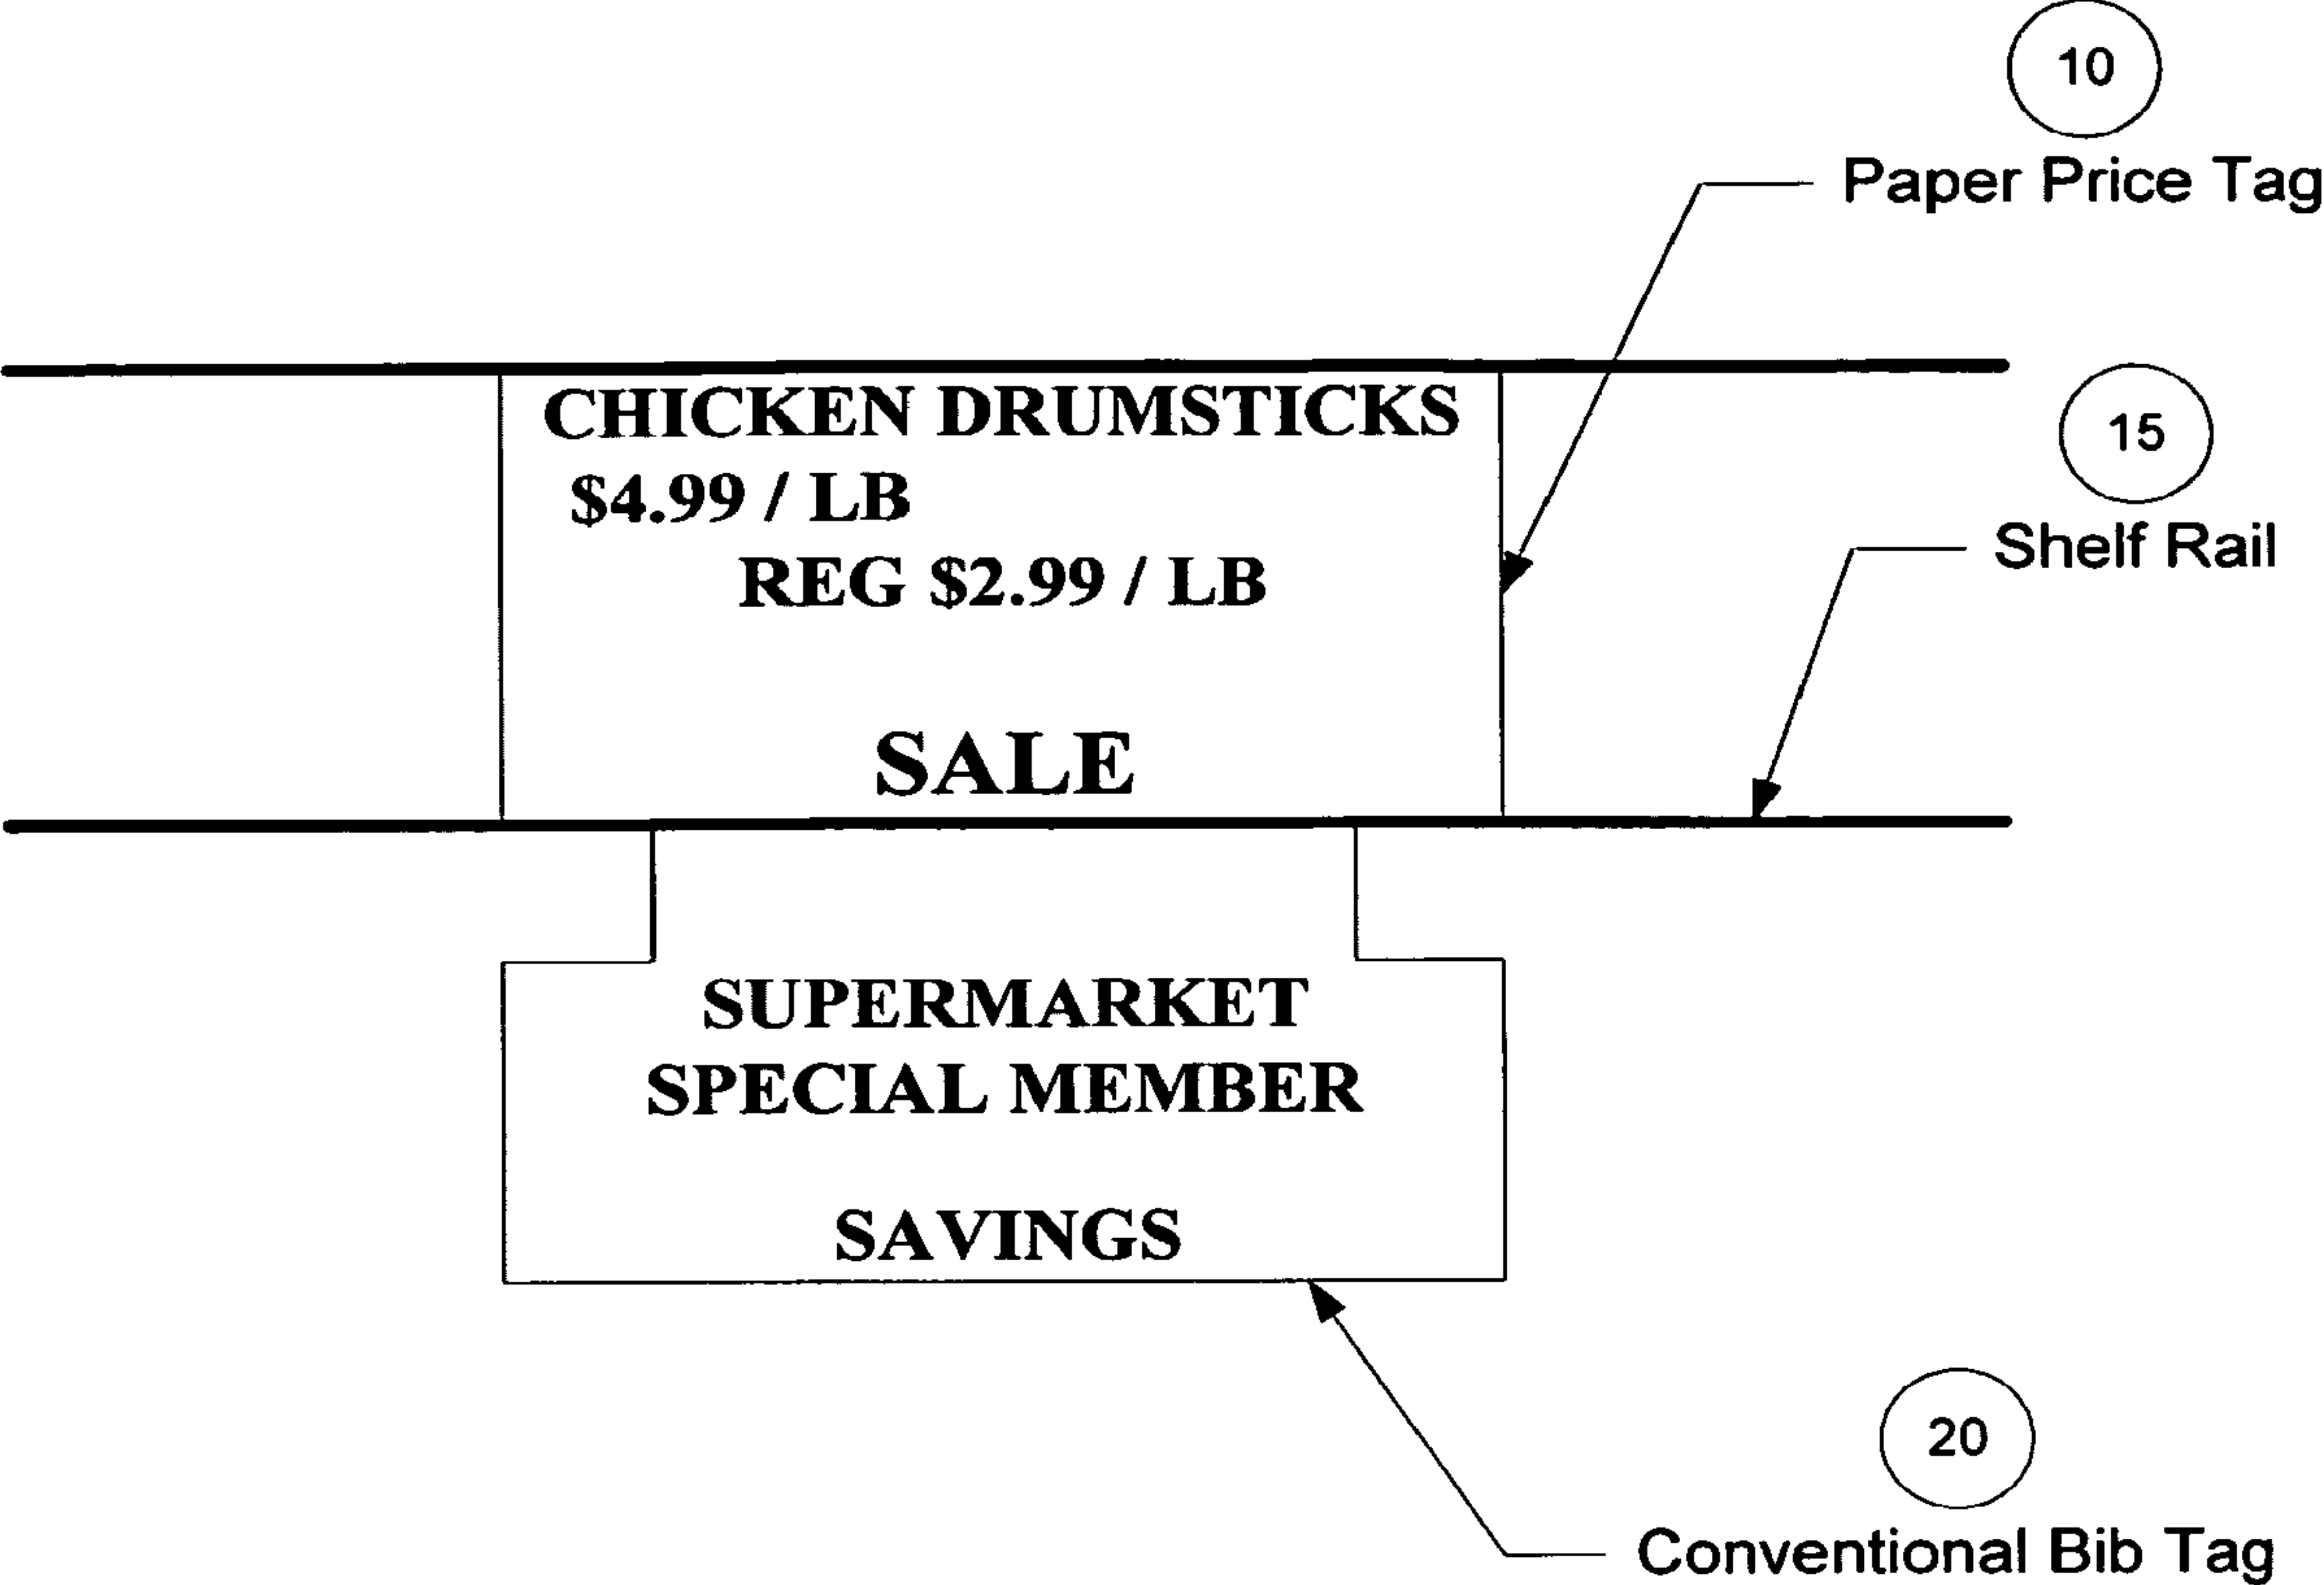 10
Paper Price Tag
CHICKEN DRUMSTICKS
$4.99 / LB
REG $2.99 / LB
SALE
15
Shelf Rail
SUPERMARKET
SPECIAL MEMBER
SAVINGS
20
Conventional Bib Tag